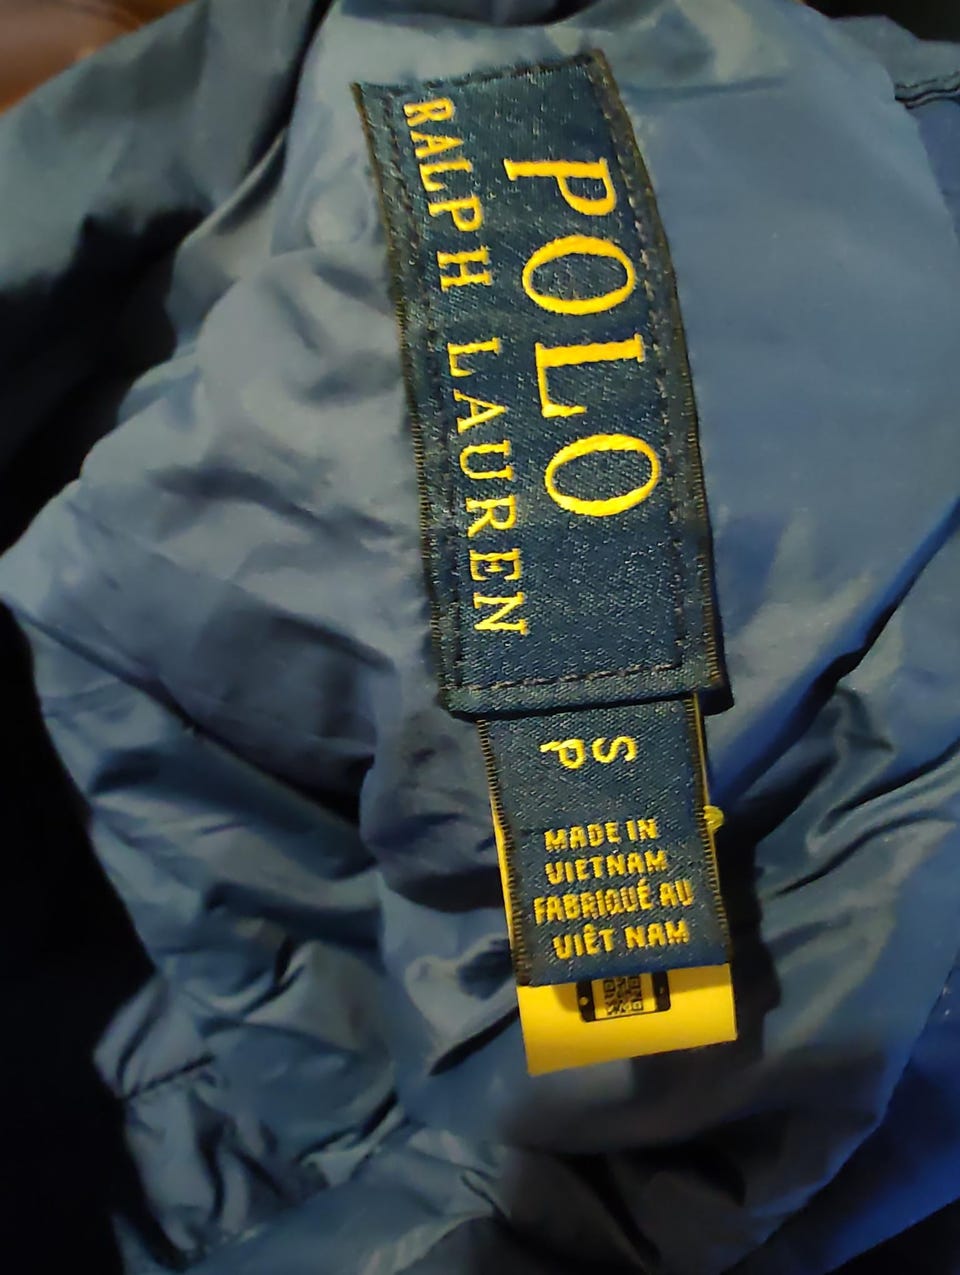 POLO
RALPH LAUREN
S
P
MADE IN
VIETNAM
FABRIQUÉ AU
VIÊT NAM